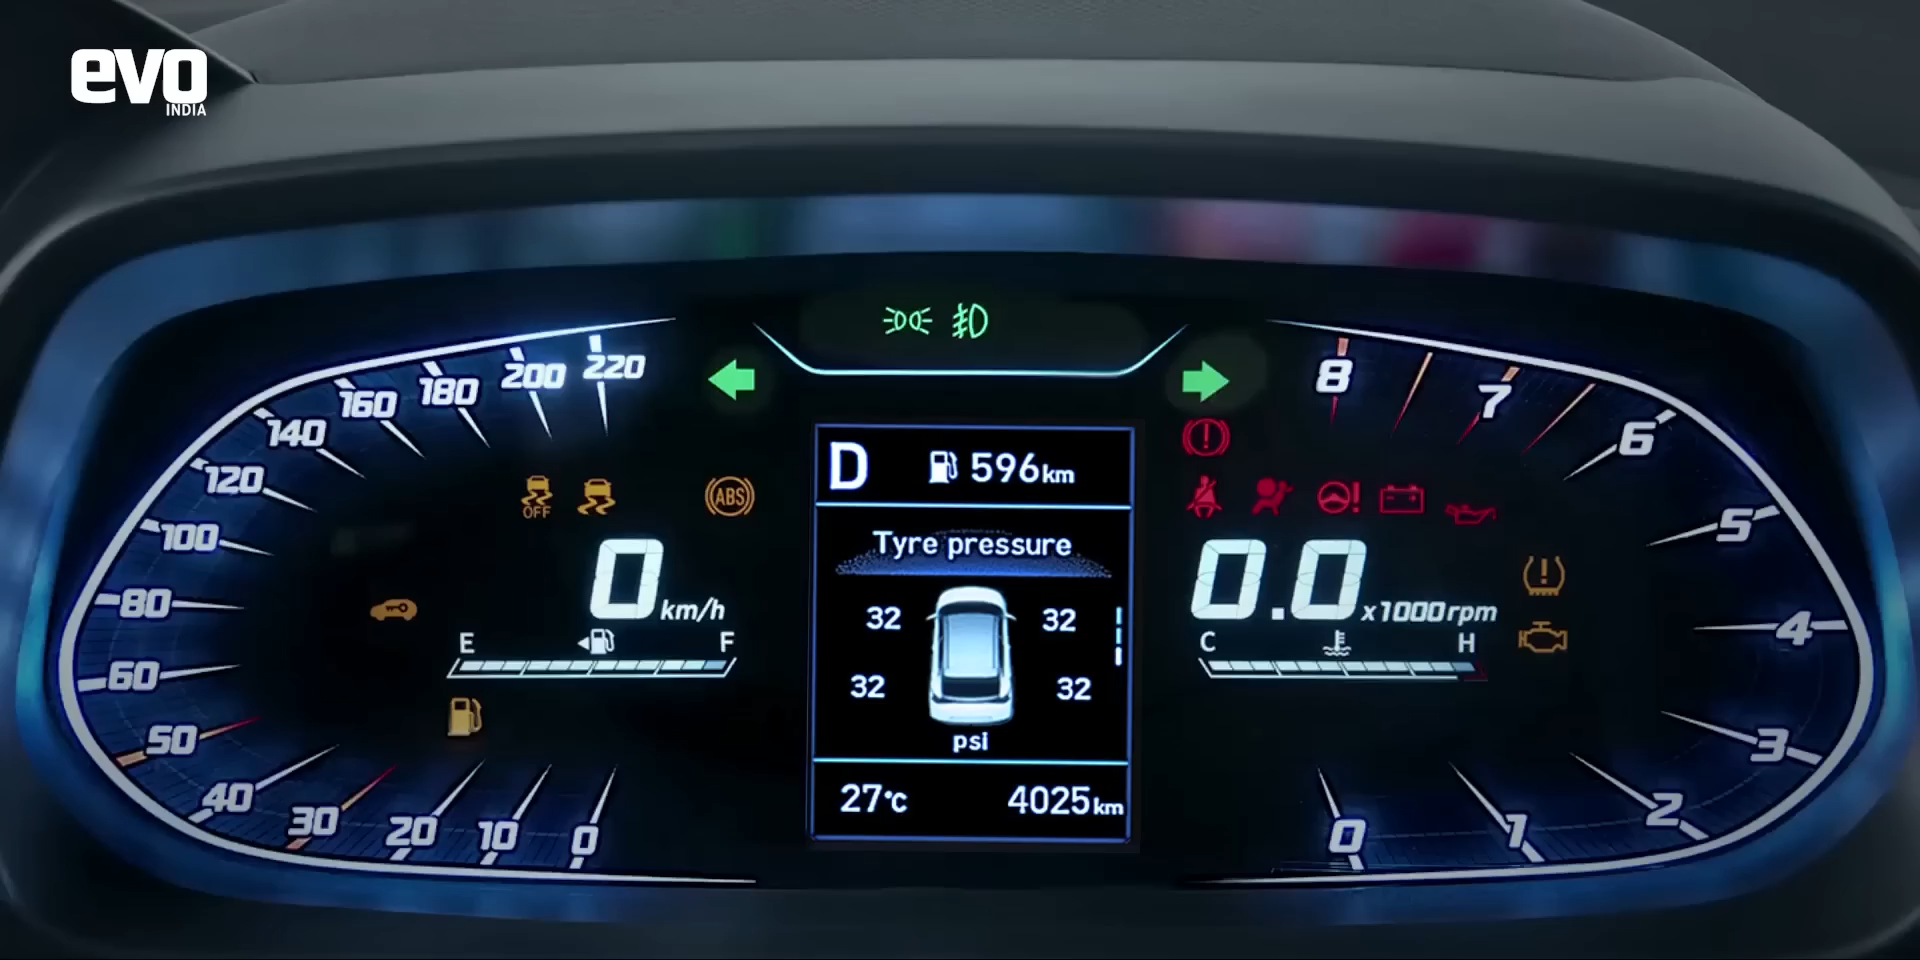 evo
INDIA
220
200
180
160
140
120
100
80
60
50
40
30
20
10
0
OFF
ABS
0 km/h
E F
D 596km
Tyre pressure
32 32
32 32
psi
27°C 4025km
8
7
6
5
4
3
2
1
0
0.0 x1000rpm
C H